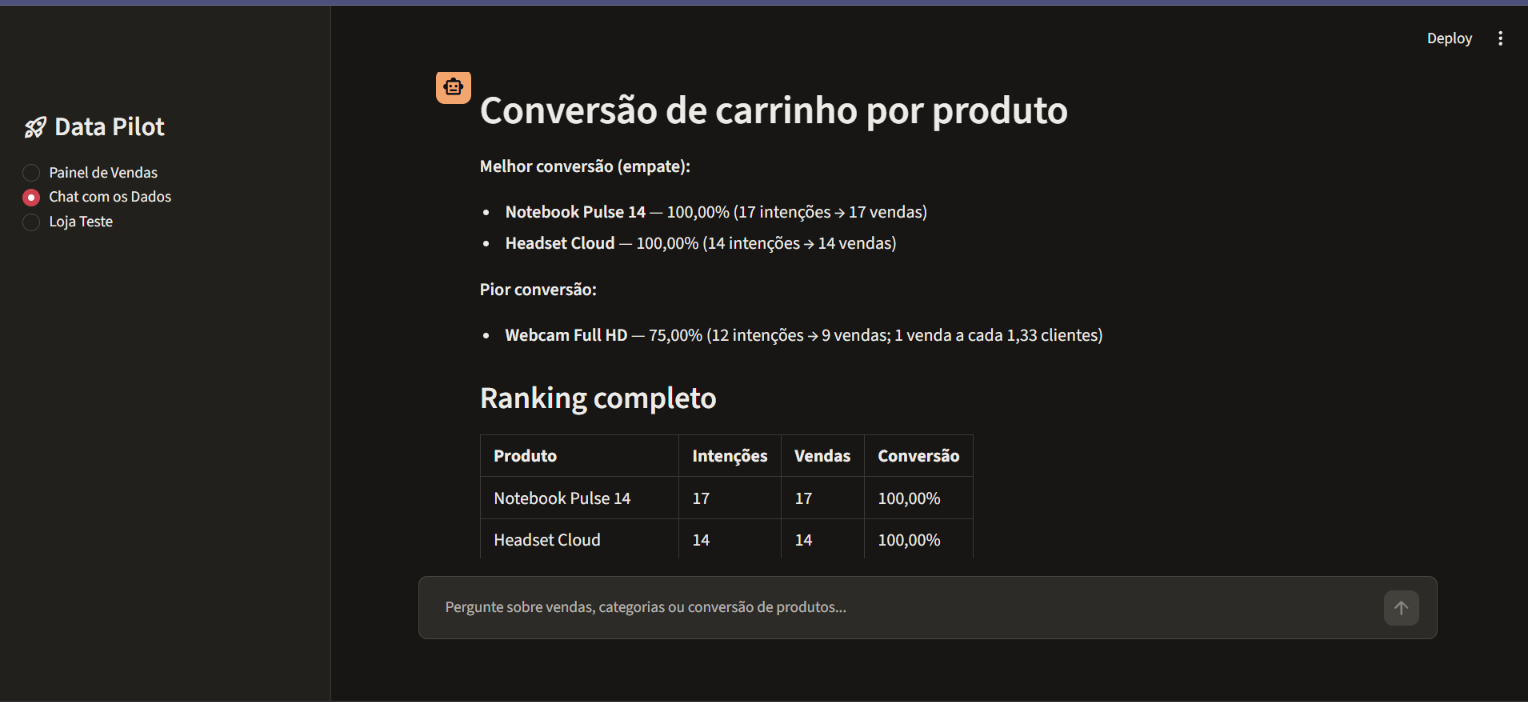 Deploy
Data Pilot
Painel de Vendas
Chat com os Dados
Loja Teste
Conversão de carrinho por produto
Melhor conversão (empate):
Notebook Pulse 14 — 100,00% (17 intenções → 17 vendas)
Headset Cloud — 100,00% (14 intenções → 14 vendas)
Pior conversão:
Webcam Full HD — 75,00% (12 intenções → 9 vendas; 1 venda a cada 1,33 clientes)
Ranking completo
Produto Intenções Vendas Conversão
Notebook Pulse 14 17 17 100,00%
Headset Cloud 14 14 100,00%
Pergunte sobre vendas, categorias ou conversão de produtos...